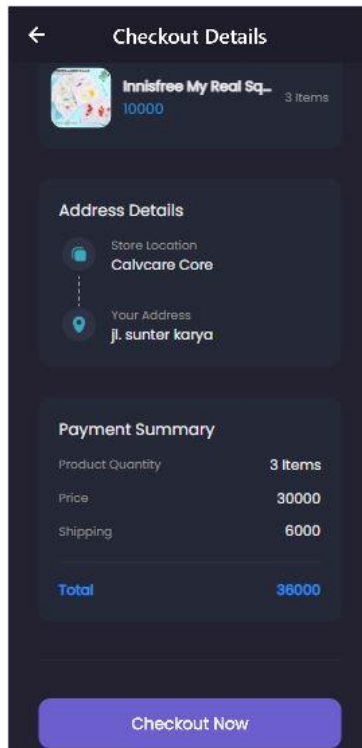 Checkout Details
Innisfree My Real Sq...
10000
3 Items
Address Details
Store Location
Calvcare Core
Your Address
jl. sunter karya
Payment Summary
Product Quantity 3 Items
Price 30000
Shipping 6000
Total 36000
Checkout Now